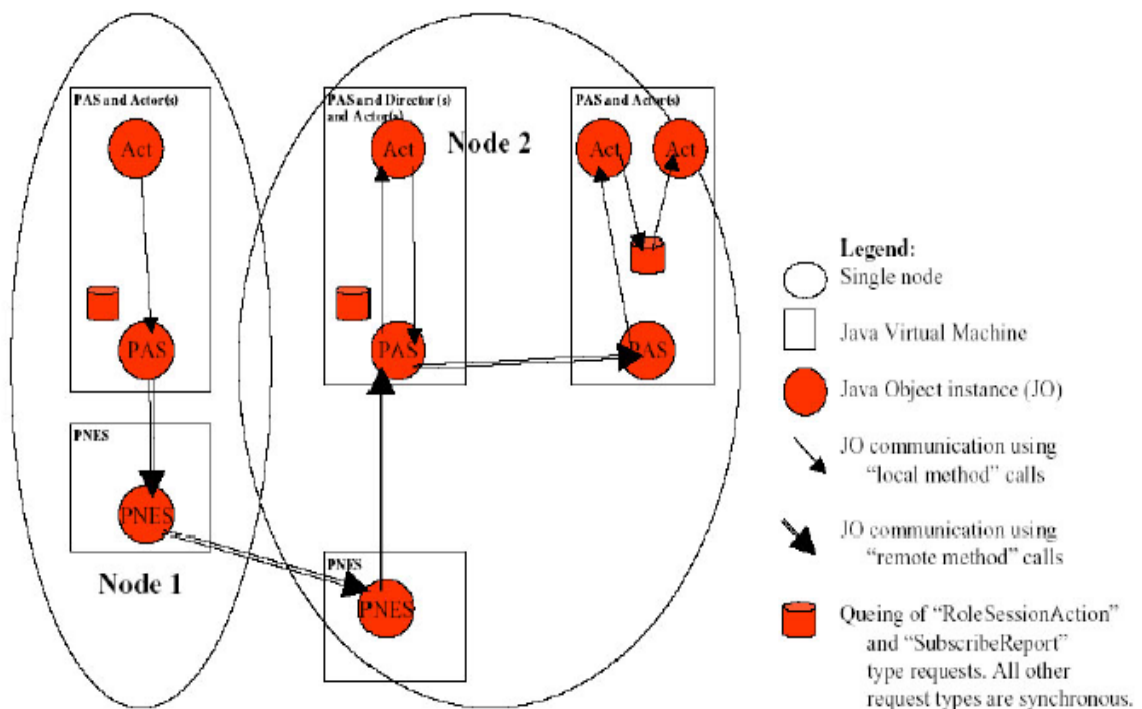 PAS and Actor(s)
Act
PAS
PNES
PNES
Node 1
PAS and Director (s)
and Actor(s)
Act
Node 2
PAS
PNES
PNES
PAS and Actor(s)
Act
Act
PAS
Legend:
Single node
Java Virtual Machine
Java Object instance (JO)
JO communication using
“local method” calls
JO communication using
“remote method” calls
Queing of “RoleSessionAction”
and “SubscribeReport”
type requests. All other
request types are synchronous.